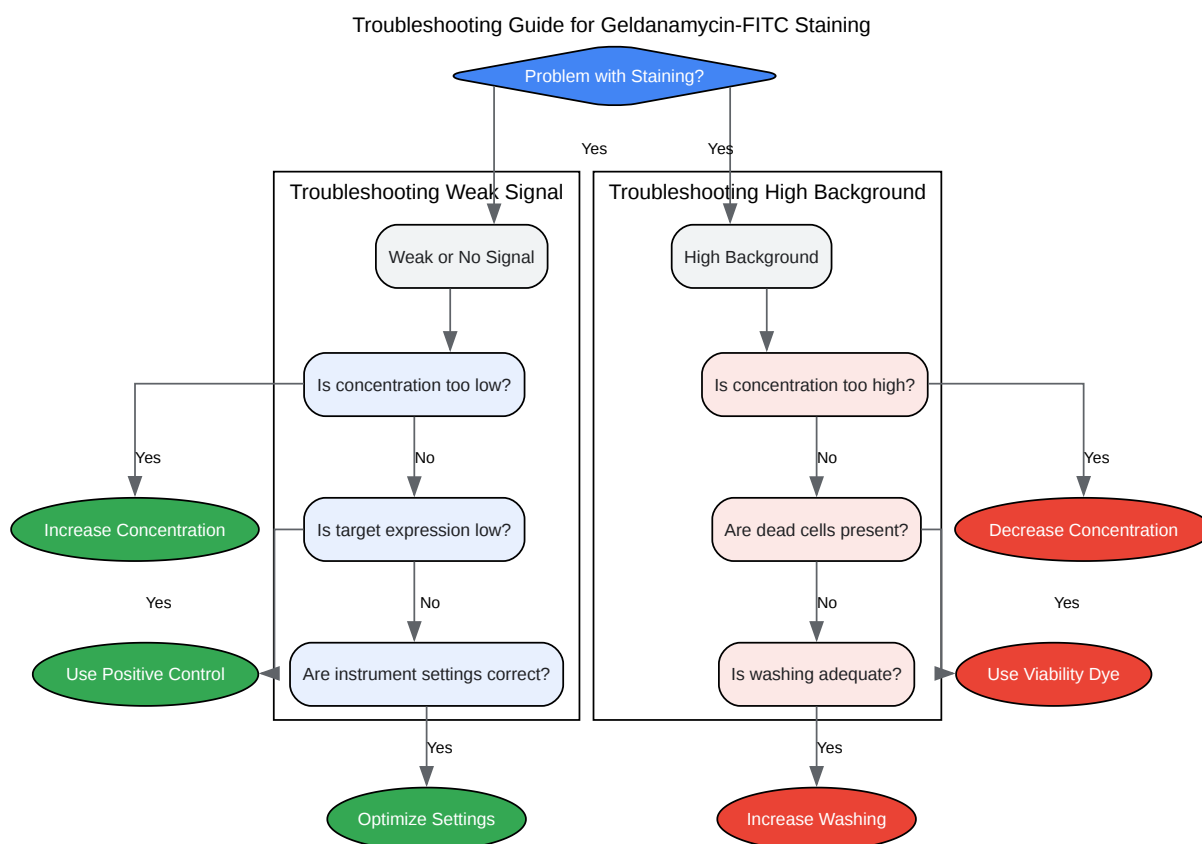 Troubleshooting Guide for Geldanamycin-FITC Staining
Problem with Staining?
Yes
Yes
Troubleshooting Weak Signal
Troubleshooting High Background
Weak or No Signal
High Background
Is concentration too low?
Is concentration too high?
Yes
No
No
Yes
Increase Concentration
Is target expression low?
Are dead cells present?
Decrease Concentration
Yes
No
No
Yes
Use Positive Control
Are instrument settings correct?
Is washing adequate?
Use Viability Dye
Yes
Yes
Optimize Settings
Increase Washing